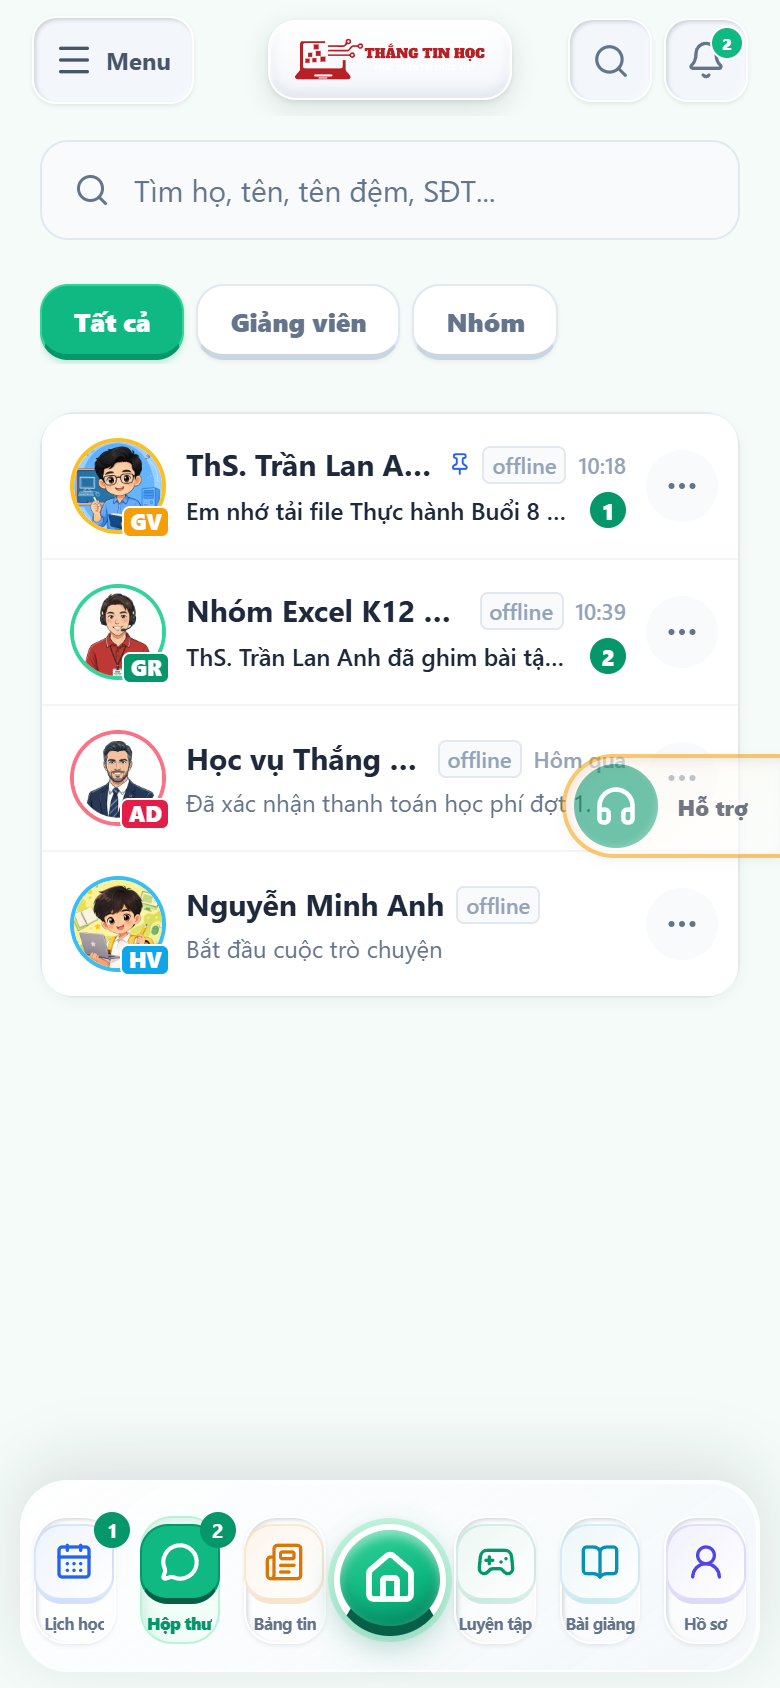 Menu
THẮNG TIN HỌC
2
Tìm họ, tên, tên đệm, SĐT...
Tất cả
Giảng viên
Nhóm
ThS. Trần Lan A...
offline
10:18
GV
Em nhớ tải file Thực hành Buổi 8 ...
1
Nhóm Excel K12 ...
offline
10:39
GR
ThS. Trần Lan Anh đã ghim bài tậ...
2
Học vụ Thắng ...
offline
Hôm qua
AD
Đã xác nhận thanh toán học phí đợt 1.
Hỗ trợ
Nguyễn Minh Anh
offline
HV
Bắt đầu cuộc trò chuyện
1
2
Lịch học
Hộp thư
Bảng tin
Luyện tập
Bài giảng
Hồ sơ